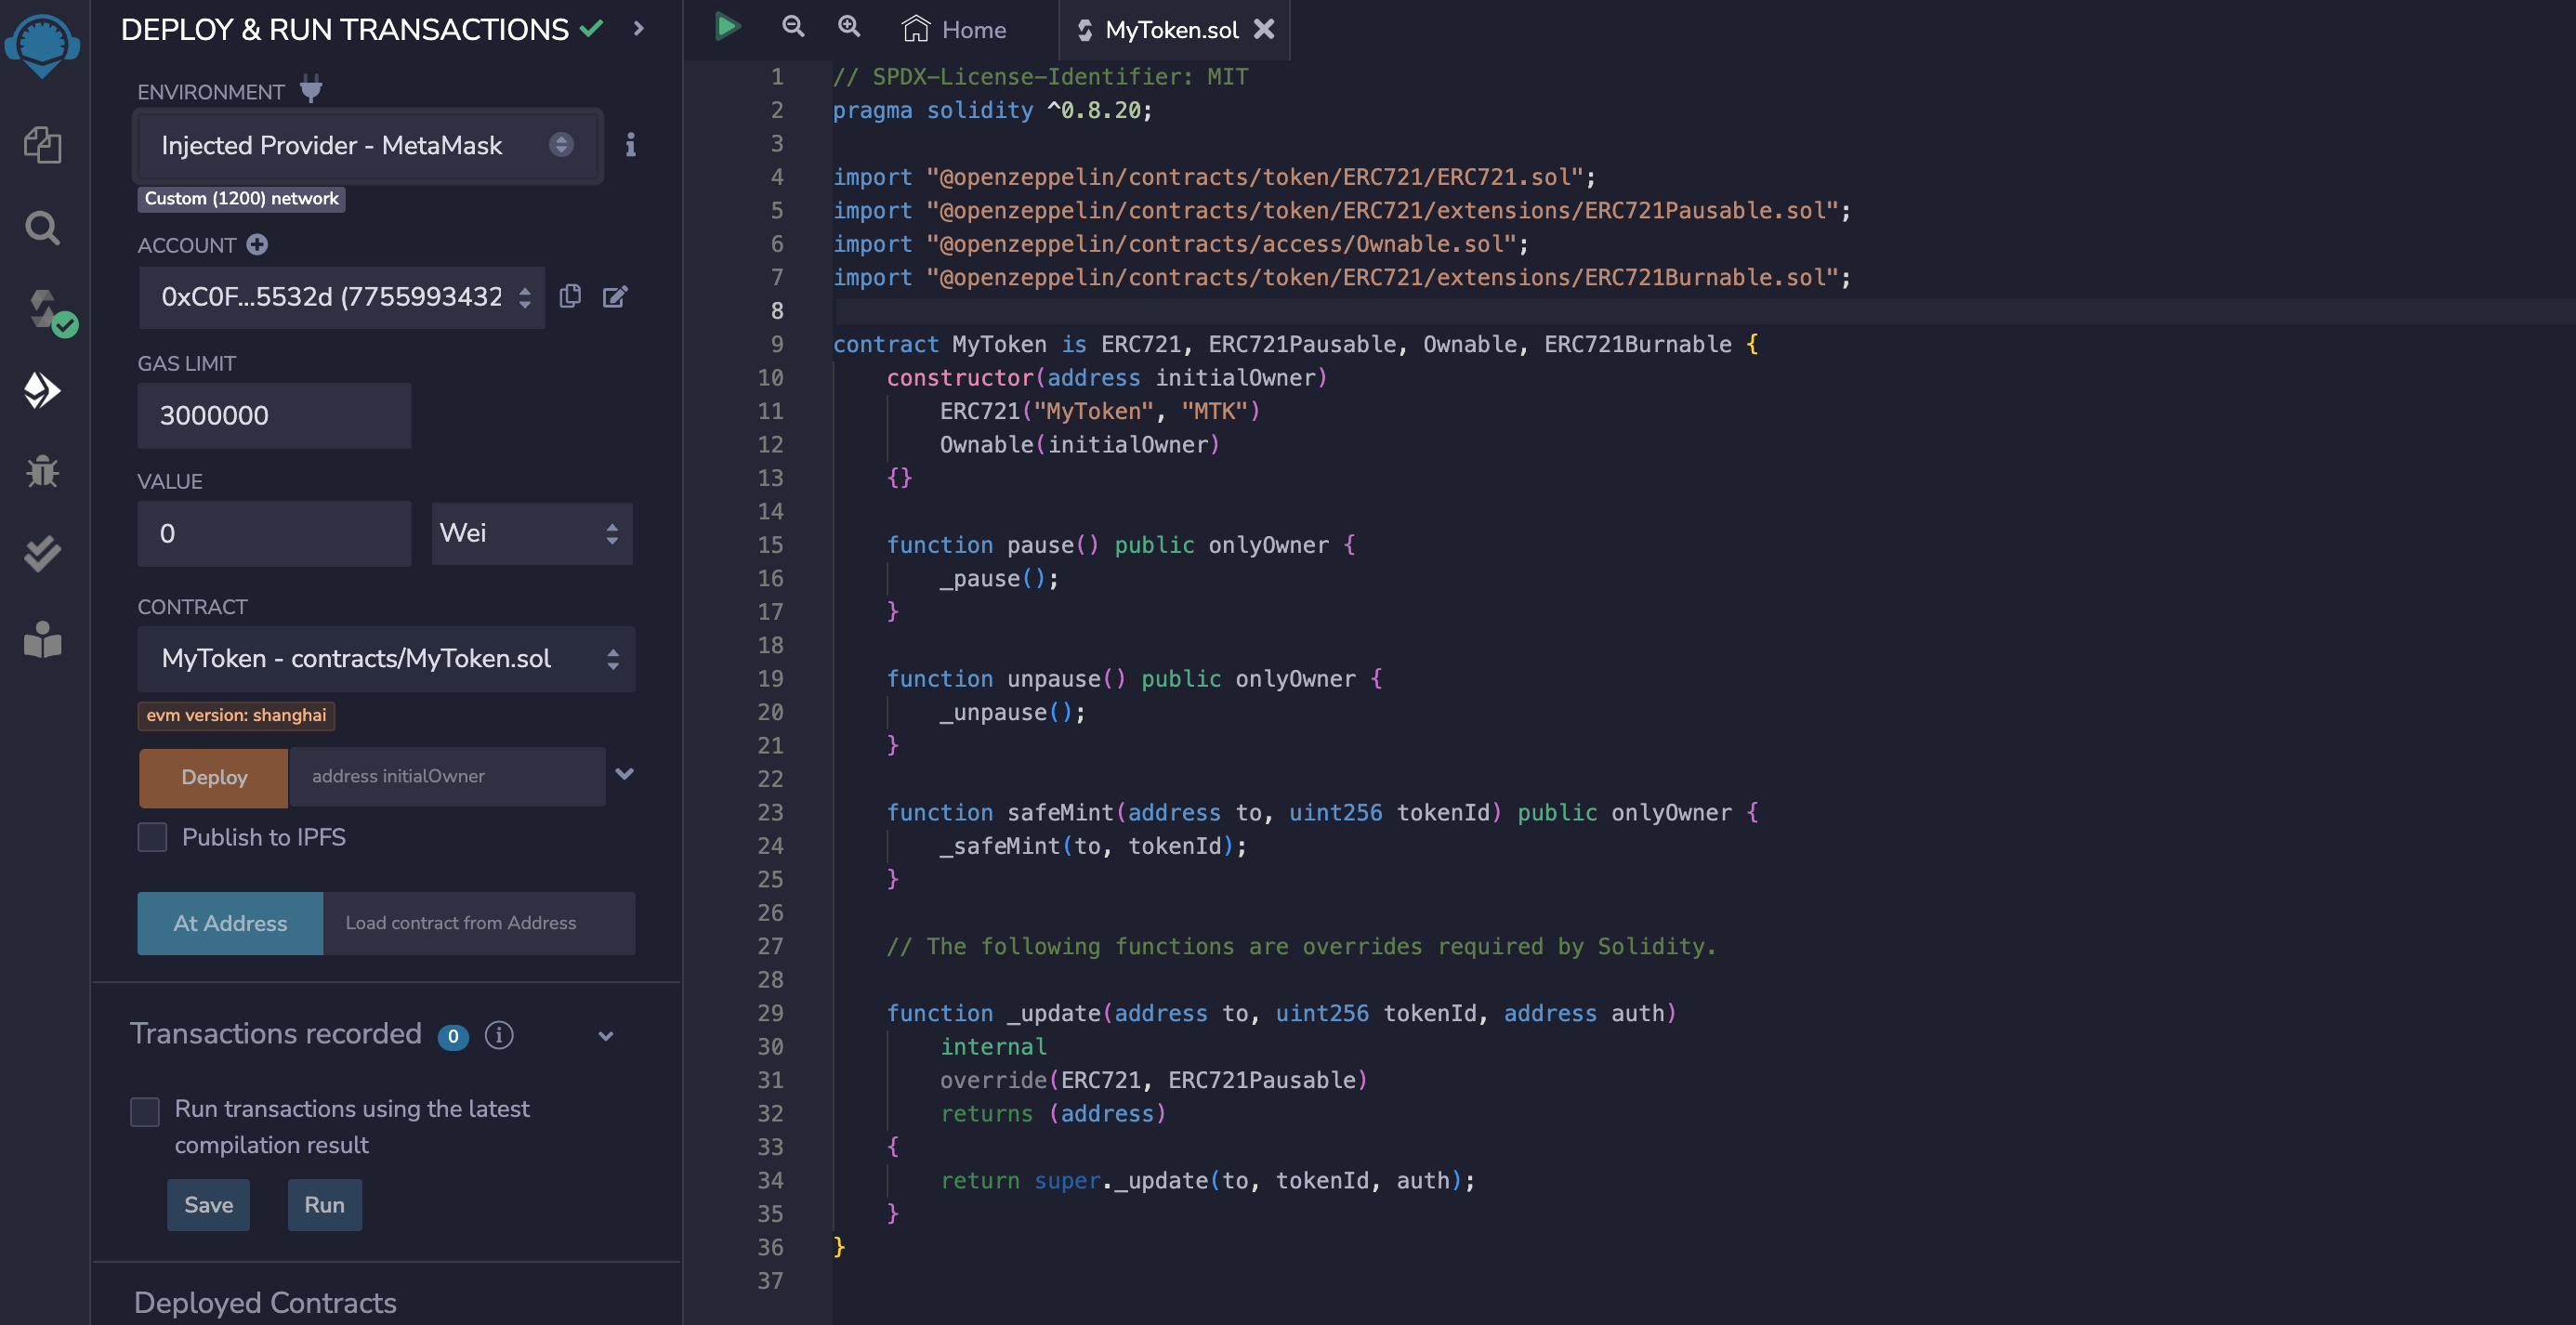 DEPLOY & RUN TRANSACTIONS
ENVIRONMENT
Injected Provider - MetaMask
Custom (1200) network
ACCOUNT
0xC0F...5532d (7755993432
GAS LIMIT
3000000
VALUE
0
Wei
CONTRACT
MyToken - contracts/MyToken.sol
evm version: shanghai
Deploy
address initialOwner
Publish to IPFS
At Address
Load contract from Address
Transactions recorded 0
Run transactions using the latest
compilation result
Save
Run
Deployed Contracts
Home
MyToken.sol
1 // SPDX-License-Identifier: MIT
2 pragma solidity ^0.8.20;
3
4 import "@openzeppelin/contracts/token/ERC721/ERC721.sol";
5 import "@openzeppelin/contracts/token/ERC721/extensions/ERC721Pausable.sol";
6 import "@openzeppelin/contracts/access/Ownable.sol";
7 import "@openzeppelin/contracts/token/ERC721/extensions/ERC721Burnable.sol";
8
9 contract MyToken is ERC721, ERC721Pausable, Ownable, ERC721Burnable {
10 constructor(address initialOwner)
11 ERC721("MyToken", "MTK")
12 Ownable(initialOwner)
13 {}
14
15 function pause() public onlyOwner {
16 _pause();
17 }
18
19 function unpause() public onlyOwner {
20 _unpause();
21 }
22
23 function safeMint(address to, uint256 tokenId) public onlyOwner {
24 _safeMint(to, tokenId);
25 }
26
27 // The following functions are overrides required by Solidity.
28
29 function _update(address to, uint256 tokenId, address auth)
30 internal
31 override(ERC721, ERC721Pausable)
32 returns (address)
33 {
34 return super._update(to, tokenId, auth);
35 }
36 }
37